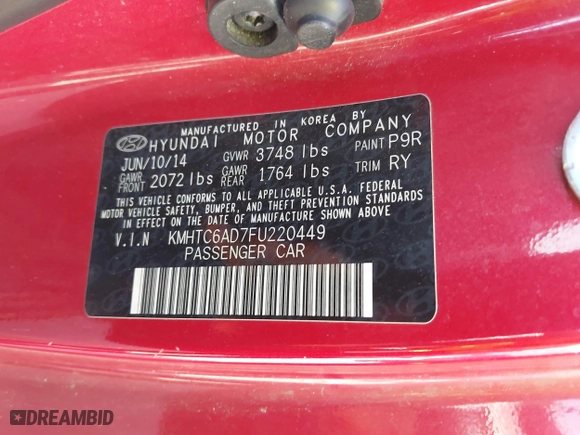 MANUFACTURED IN KOREA BY
HYUNDAI MOTOR COMPANY
JUN/10/14 GVWR 3748 lbs PAINT P9R
GAWR FRONT 2072 lbs GAWR REAR 1764 lbs TRIM RY
THIS VEHICLE CONFORMS TO ALL APPLICABLE U.S.A. FEDERAL
MOTOR VEHICLE SAFETY, BUMPER, AND THEFT PREVENTION STANDARDS
IN EFFECT ON THE DATE OF MANUFACTURE SHOWN ABOVE
V.I.N KMHTC6AD7FU220449
PASSENGER CAR
DREAMBID